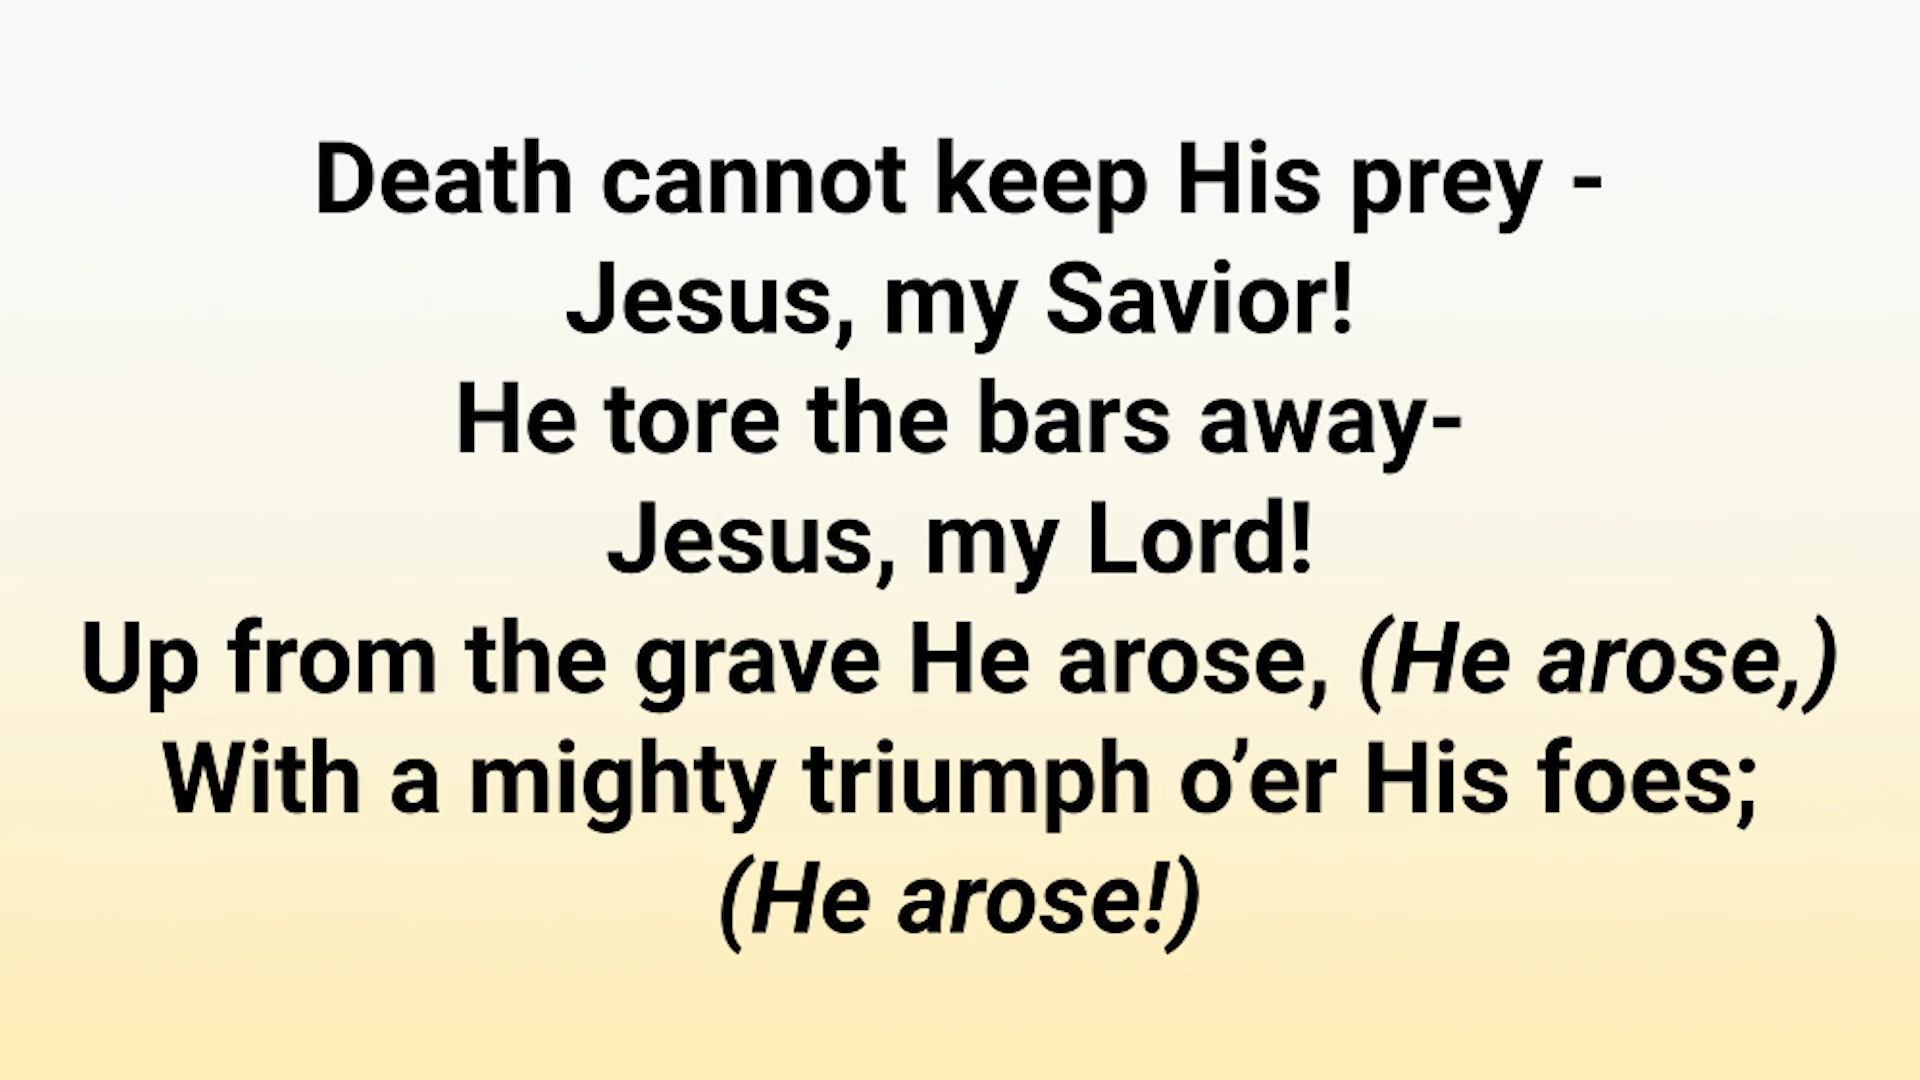 Death cannot keep His prey -
Jesus, my Savior!
He tore the bars away-
Jesus, my Lord!
Up from the grave He arose, (He arose,)
With a mighty triumph o’er His foes;
(He arose!)